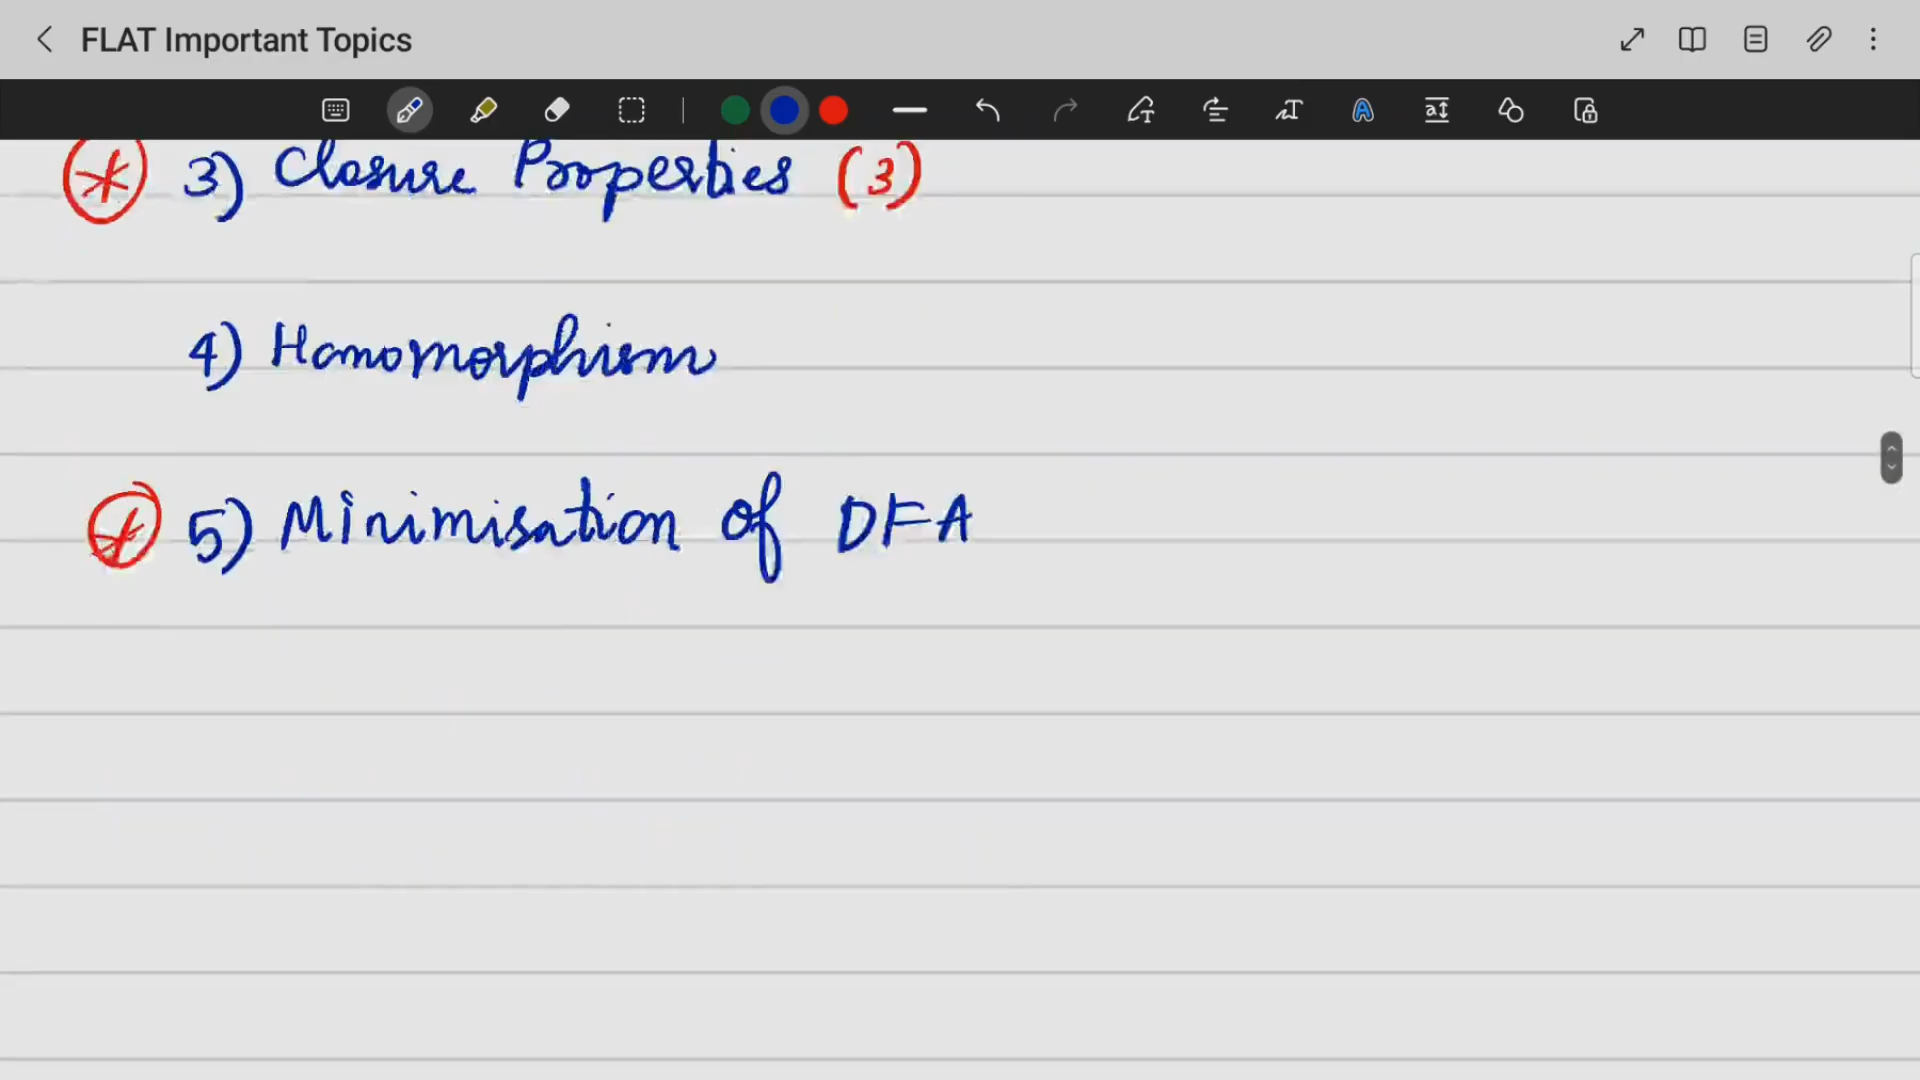 FLAT Important Topics
* 3) Closure Properties (3)
4) Homomorphism
* 5) Minimisation of DFA